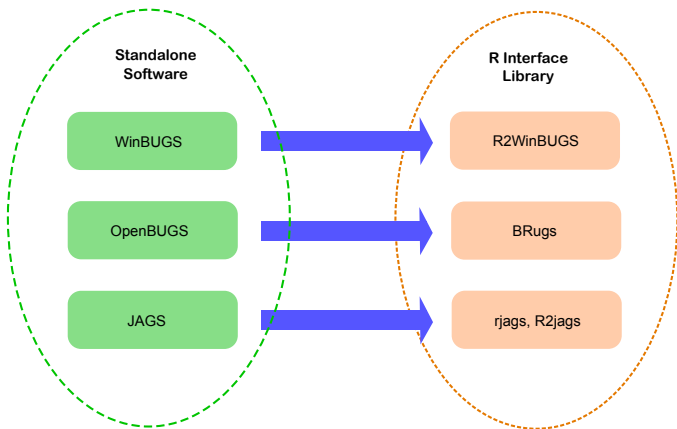 Standalone
Software
R Interface
Library
WinBUGS
R2WinBUGS
OpenBUGS
BRugs
JAGS
rjags, R2jags